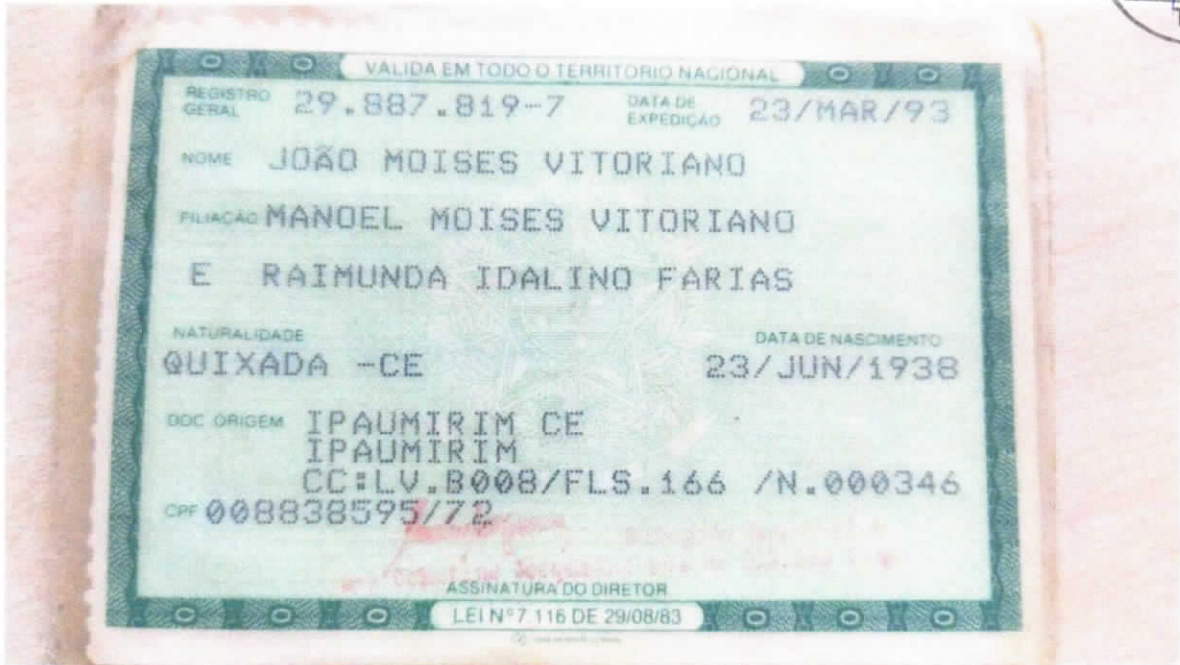 VALIDA EM TODO O TERRITORIO NACIONAL
REGISTRO GERAL 29.887.819-7 DATA DE EXPEDIÇÃO 23/MAR/93
NOME JOÃO MOISES VITORIANO
FILIAÇÃO MANOEL MOISES VITORIANO
E RAIMUNDA IDALINO FARIAS
NATURALIDADE DATA DE NASCIMENTO
QUIXADA -CE 23/JUN/1938
DOC ORIGEM IPAUMIRIM CE
IPAUMIRIM
CC:LV.B008/FLS.166 /N.000346
CPF 008838595/72
ASSINATURA DO DIRETOR
LEI Nº 7.116 DE 29/08/83